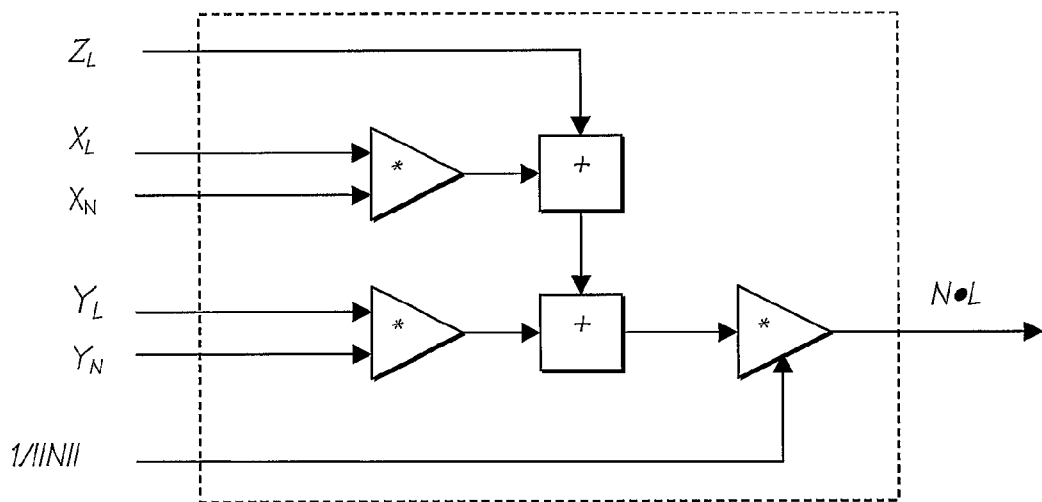 Z_L
X_L
*
+
X_N
Y_L
*
+
*
N•L
Y_N
1/||N||